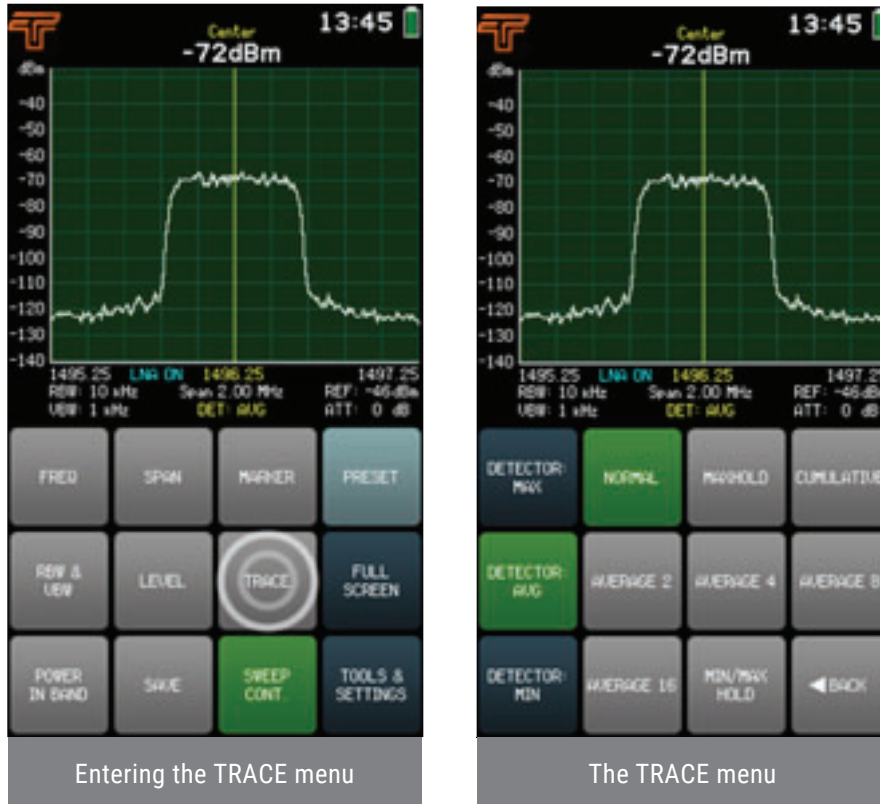 13:45
Center
-72dBm
dBm
-40
-50
-60
-70
-80
-90
-100
-110
-120
-130
-140
1495.25 LNA ON 1496.25 1497.25
RBW: 10 kHz Span 2.00 MHz REF: -46dBm
VBW: 1 kHz DET: AVG ATT: 0 dB
FREQ SPAN MARKER PRESET
RBW &
VBW
LEVEL
TRACE
FULL
SCREEN
POWER
IN BAND
SAVE
SWEEP
CONT.
TOOLS &
SETTINGS
Entering the TRACE menu
13:45
Center
-72dBm
dBm
-40
-50
-60
-70
-80
-90
-100
-110
-120
-130
-140
1495.25 LNA ON 1496.25 1497.25
RBW: 10 kHz Span 2.00 MHz REF: -46dBm
VBW: 1 kHz DET: AVG ATT: 0 dB
DETECTOR:
MAX
NORMAL
MAXHOLD
CUMULATIVE
DETECTOR:
AVG
AVERAGE 2
AVERAGE 4
AVERAGE 8
DETECTOR:
MIN
AVERAGE 16
MIN/MAX
HOLD
BACK
The TRACE menu